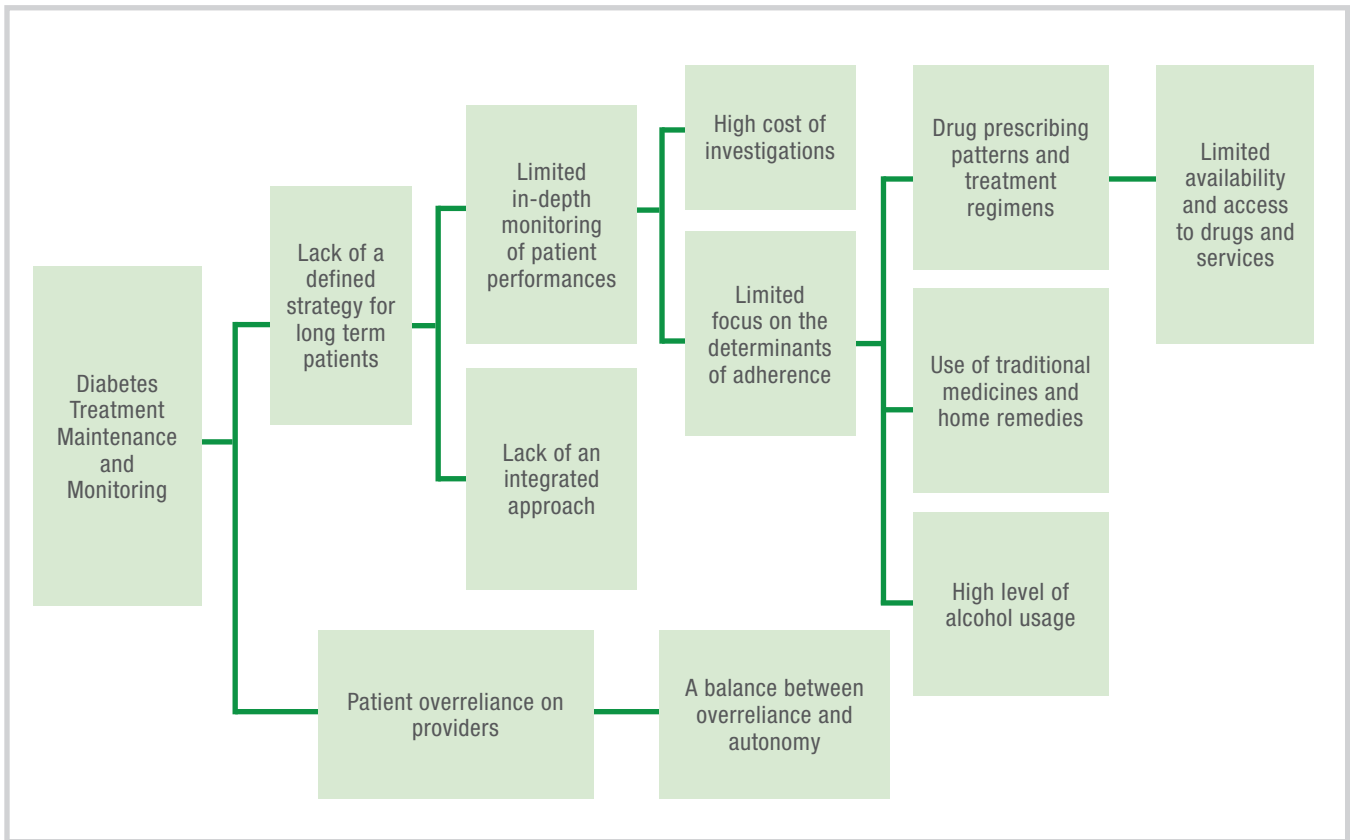 Diabetes
Treatment
Maintenance
and
Monitoring
Lack of a
defined
strategy for
long term
patients
Limited
in-depth
monitoring
of patient
performances
Lack of an
integrated
approach
High cost of
investigations
Limited
focus on the
determinants
of adherence
Drug prescribing
patterns and
treatment
regimens
Limited
availability
and access
to drugs and
services
Use of traditional
medicines and
home remedies
High level of
alcohol usage
Patient overreliance on
providers
A balance between
overreliance and
autonomy